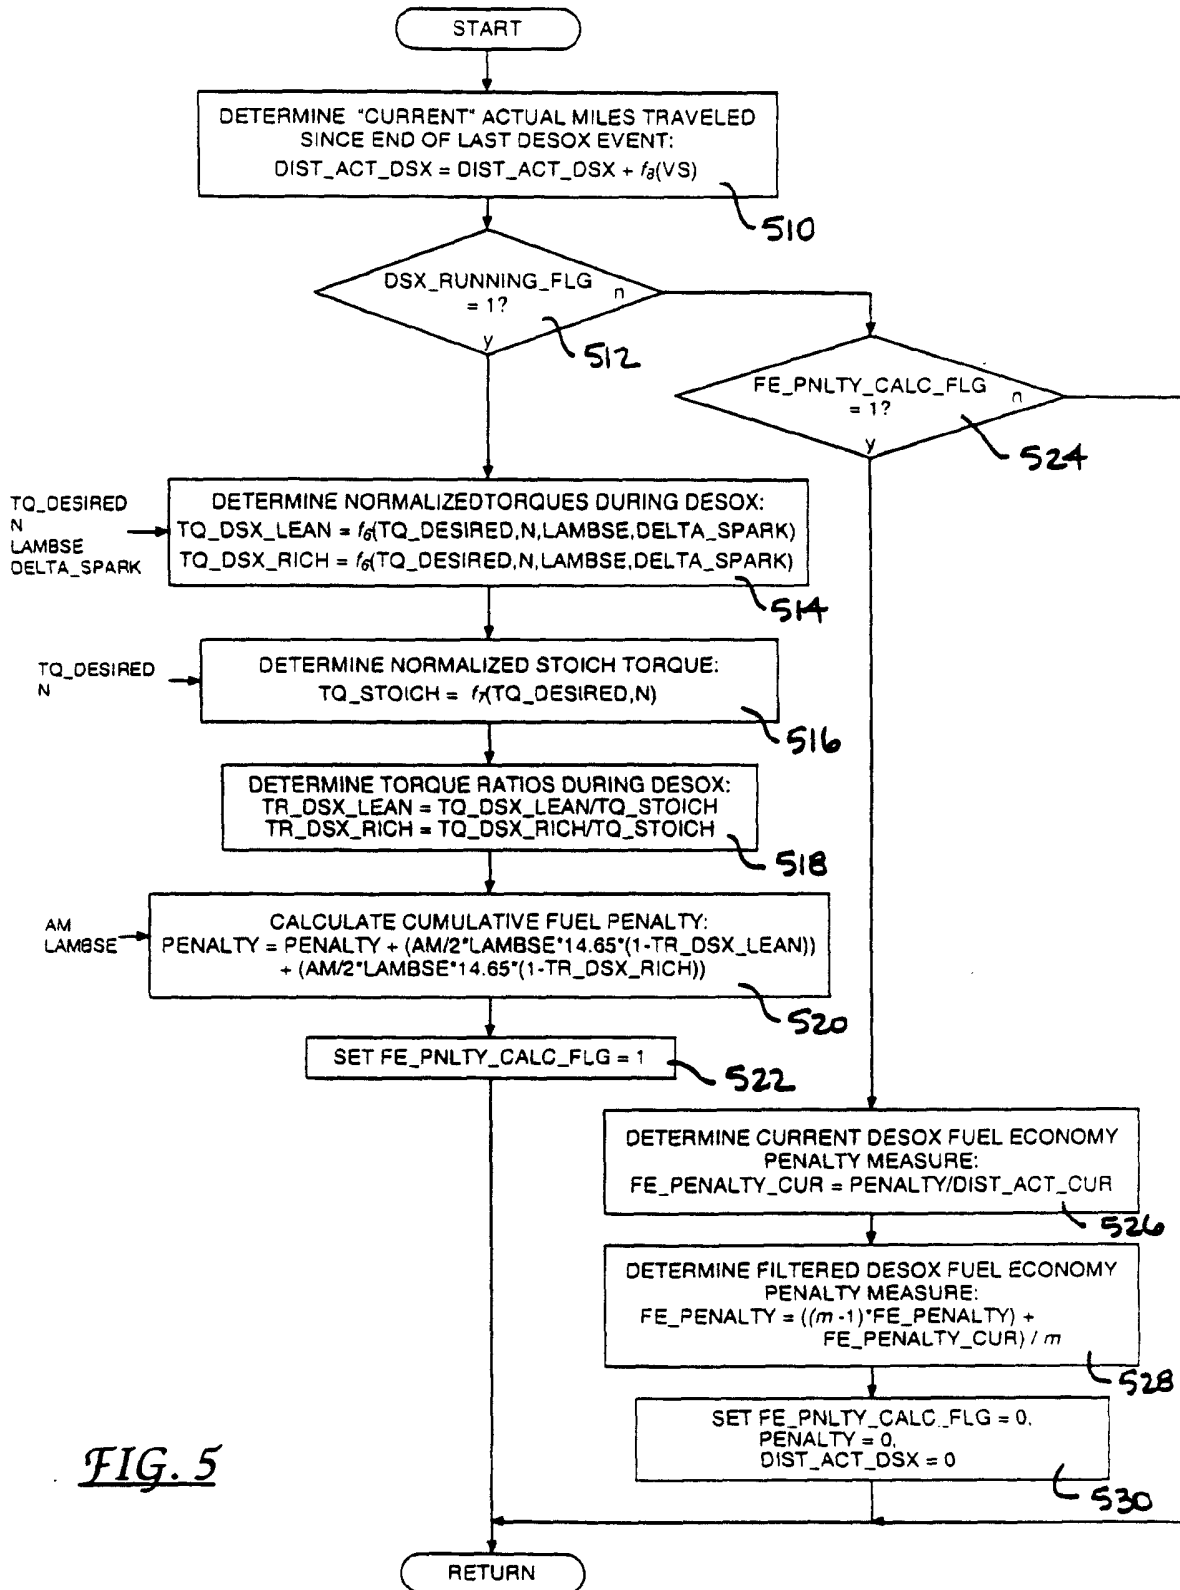 START
DETERMINE "CURRENT" ACTUAL MILES TRAVELED
SINCE END OF LAST DESOX EVENT:
DIST_ACT_DSX = DIST_ACT_DSX + f8(VS)
510
DSX_RUNNING_FLG
= 1?
n
y
512
FE_PNLTY_CALC_FLG
= 1?
n
y
524
TQ_DESIRED
N
LAMBSE
DELTA_SPARK
DETERMINE NORMALIZEDTORQUES DURING DESOX:
TQ_DSX_LEAN = f6(TQ_DESIRED,N,LAMBSE,DELTA_SPARK)
TQ_DSX_RICH = f6(TQ_DESIRED,N,LAMBSE,DELTA_SPARK)
514
TQ_DESIRED
N
DETERMINE NORMALIZED STOICH TORQUE:
TQ_STOICH = f7(TQ_DESIRED,N)
516
DETERMINE TORQUE RATIOS DURING DESOX:
TR_DSX_LEAN = TQ_DSX_LEAN/TQ_STOICH
TR_DSX_RICH = TQ_DSX_RICH/TQ_STOICH
518
AM
LAMBSE
CALCULATE CUMULATIVE FUEL PENALTY:
PENALTY = PENALTY + (AM/2*LAMBSE*14.65*(1-TR_DSX_LEAN))
+ (AM/2*LAMBSE*14.65*(1-TR_DSX_RICH))
520
SET FE_PNLTY_CALC_FLG = 1
522
DETERMINE CURRENT DESOX FUEL ECONOMY
PENALTY MEASURE:
FE_PENALTY_CUR = PENALTY/DIST_ACT_CUR
526
DETERMINE FILTERED DESOX FUEL ECONOMY
PENALTY MEASURE:
FE_PENALTY = ((m-1)*FE_PENALTY) +
FE_PENALTY_CUR) / m
528
SET FE_PNLTY_CALC_FLG = 0,
PENALTY = 0,
DIST_ACT_DSX = 0
530
FIG. 5
RETURN